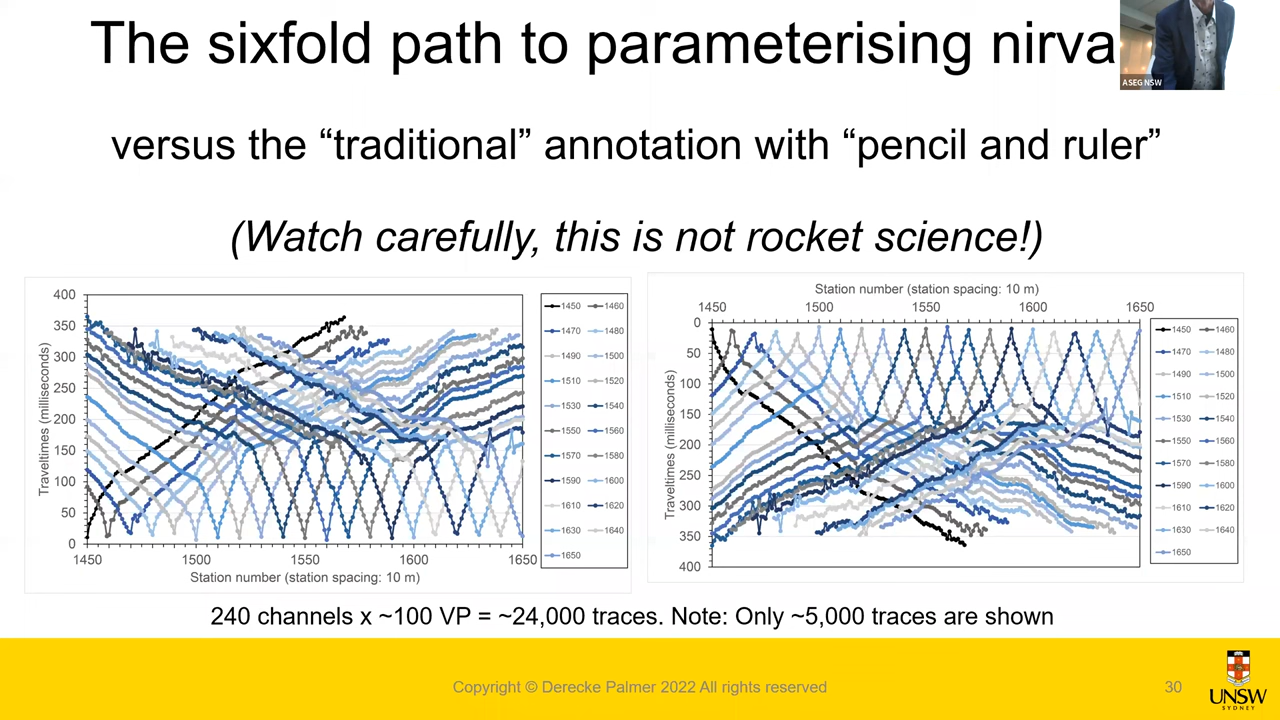 The sixfold path to parameterising nirva
ASEG NSW
versus the “traditional” annotation with “pencil and ruler”
(Watch carefully, this is not rocket science!)
400
350
300
250
200
150
100
50
0
Traveltimes (milliseconds)
1450 1500 1550 1600 1650
Station number (station spacing: 10 m)
1450 1460
1470 1480
1490 1500
1510 1520
1530 1540
1550 1560
1570 1580
1590 1600
1610 1620
1630 1640
1650
Station number (station spacing: 10 m)
1450 1500 1550 1600 1650
0
50
100
150
200
250
300
350
400
Traveltimes (milliseconds)
1450 1460
1470 1480
1490 1500
1510 1520
1530 1540
1550 1560
1570 1580
1590 1600
1610 1620
1630 1640
1650
240 channels x ~100 VP = ~24,000 traces. Note: Only ~5,000 traces are shown
Copyright © Derecke Palmer 2022 All rights reserved
30
UNSW
SYDNEY